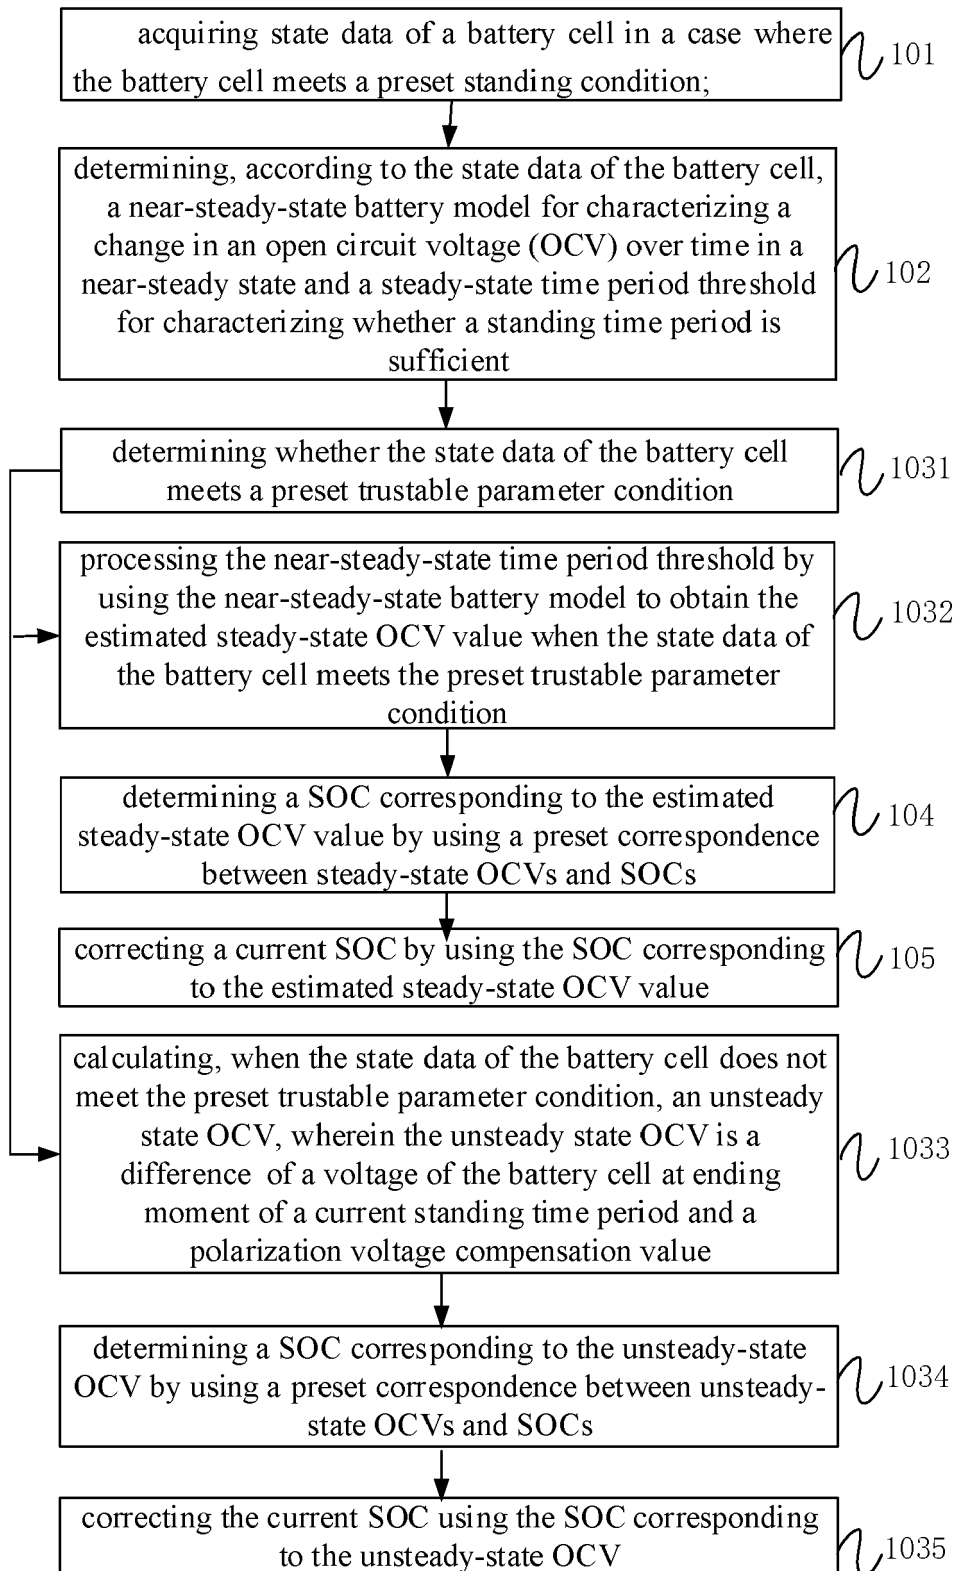 acquiring state data of a battery cell in a case where
the battery cell meets a preset standing condition;
101
determining, according to the state data of the battery cell,
a near-steady-state battery model for characterizing a
change in an open circuit voltage (OCV) over time in a
near-steady state and a steady-state time period threshold
for characterizing whether a standing time period is
sufficient
102
determining whether the state data of the battery cell
meets a preset trustable parameter condition
1031
processing the near-steady-state time period threshold by
using the near-steady-state battery model to obtain the
estimated steady-state OCV value when the state data of
the battery cell meets the preset trustable parameter
condition
1032
determining a SOC corresponding to the estimated
steady-state OCV value by using a preset correspondence
between steady-state OCVs and SOCs
104
correcting a current SOC by using the SOC corresponding
to the estimated steady-state OCV value
105
calculating, when the state data of the battery cell does not
meet the preset trustable parameter condition, an unsteady
state OCV, wherein the unsteady state OCV is a
difference of a voltage of the battery cell at ending
moment of a current standing time period and a
polarization voltage compensation value
1033
determining a SOC corresponding to the unsteady-state
OCV by using a preset correspondence between unsteady-
state OCVs and SOCs
1034
correcting the current SOC using the SOC corresponding
to the unsteady-state OCV
1035